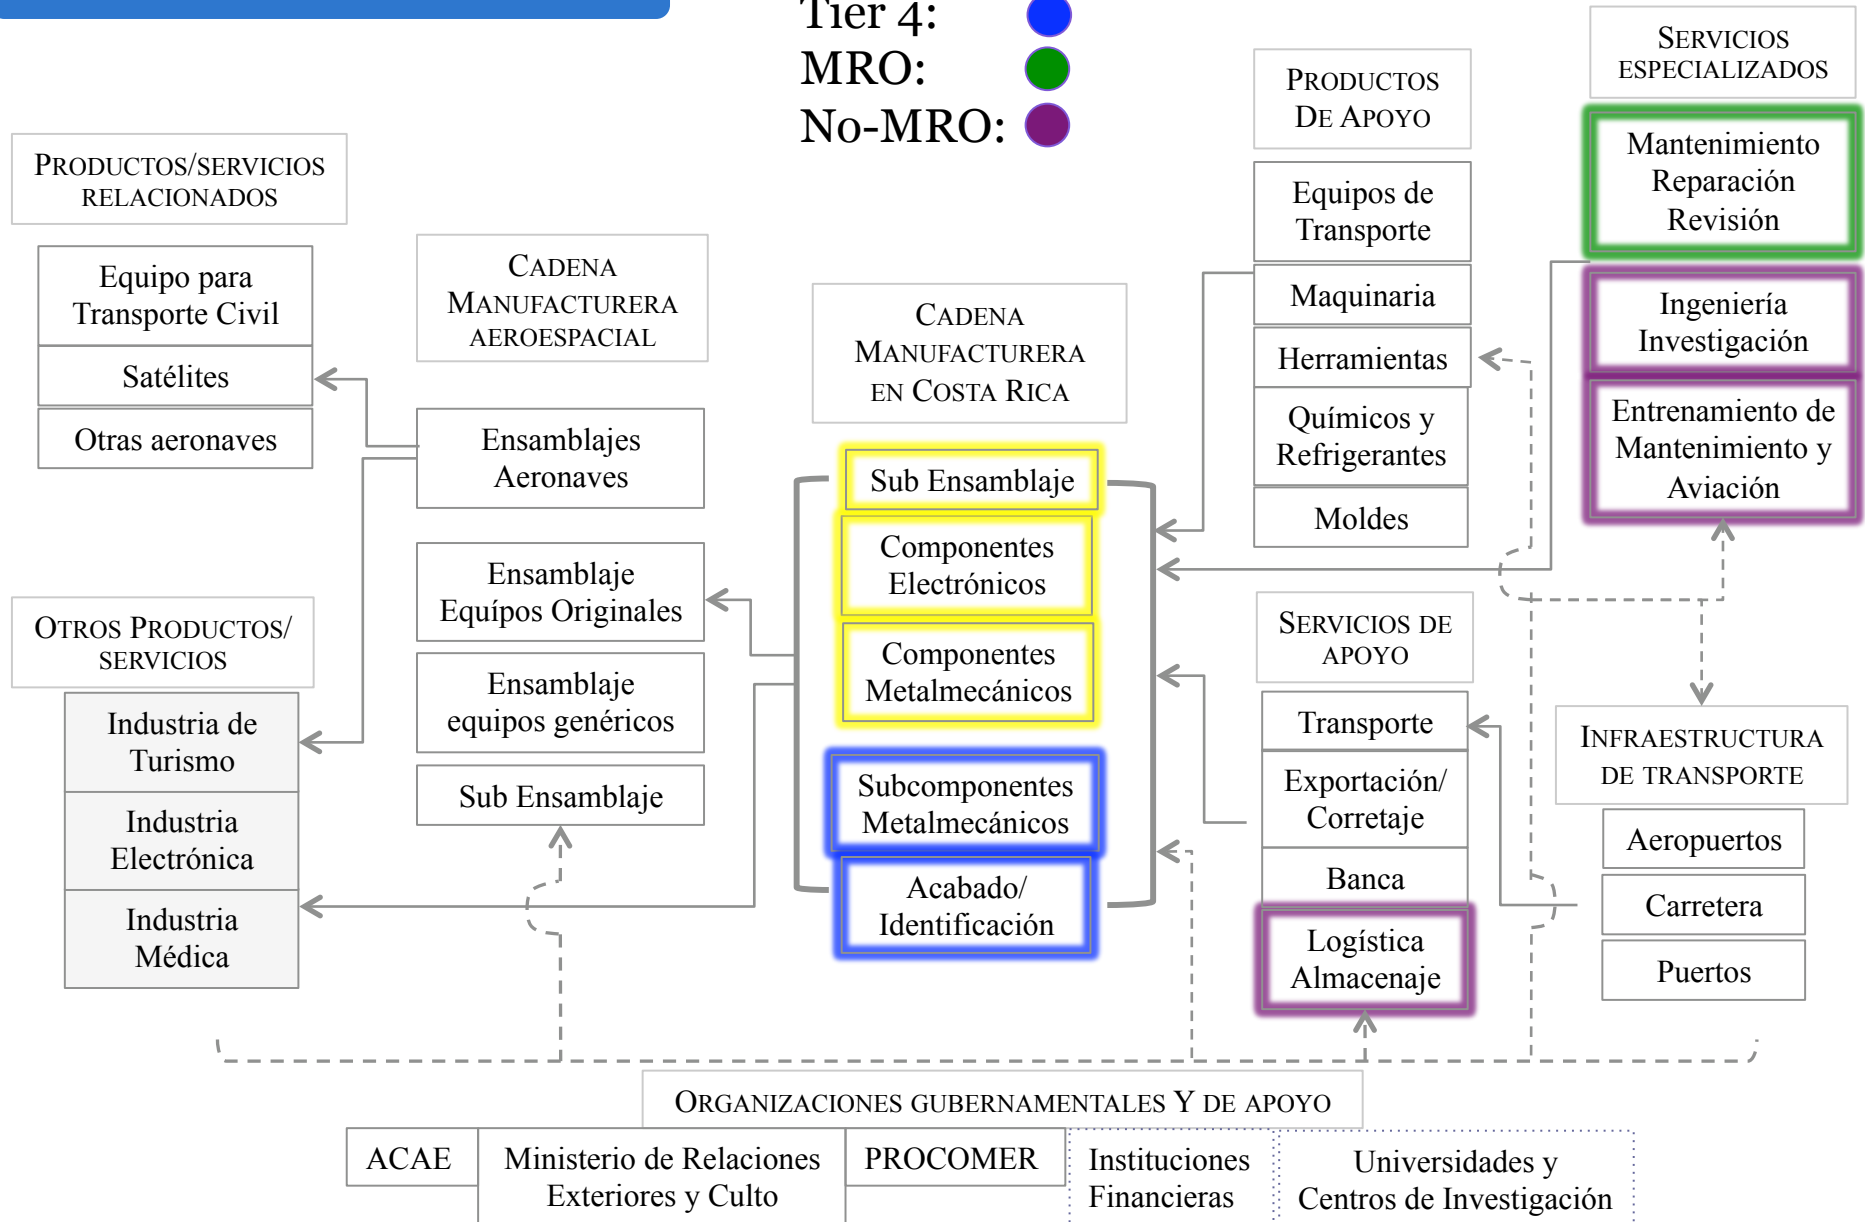 Tier 4:
MRO:
No-MRO:
PRODUCTOS/SERVICIOS
RELACIONADOS
Equipo para
Transporte Civil
Satélites
Otras aeronaves
OTROS PRODUCTOS/
SERVICIOS
Industria de
Turismo
Industria
Electrónica
Industria
Médica
CADENA
MANUFACTURERA
AEROESPACIAL
Ensamblajes
Aeronaves
Ensamblaje
Equípos Originales
Ensamblaje
equipos genéricos
Sub Ensamblaje
CADENA
MANUFACTURERA
EN COSTA RICA
Sub Ensamblaje
Componentes
Electrónicos
Componentes
Metalmecánicos
Subcomponentes
Metalmecánicos
Acabado/
Identificación
PRODUCTOS
DE APOYO
Equipos de
Transporte
Maquinaria
Herramientas
Químicos y
Refrigerantes
Moldes
SERVICIOS DE
APOYO
Transporte
Exportación/
Corretaje
Banca
Logística
Almacenaje
SERVICIOS
ESPECIALIZADOS
Mantenimiento
Reparación
Revisión
Ingeniería
Investigación
Entrenamiento de
Mantenimiento y
Aviación
INFRAESTRUCTURA
DE TRANSPORTE
Aeropuertos
Carretera
Puertos
ORGANIZACIONES GUBERNAMENTALES Y DE APOYO
ACAE
Ministerio de Relaciones
Exteriores y Culto
PROCOMER
Instituciones
Financieras
Universidades y
Centros de Investigación